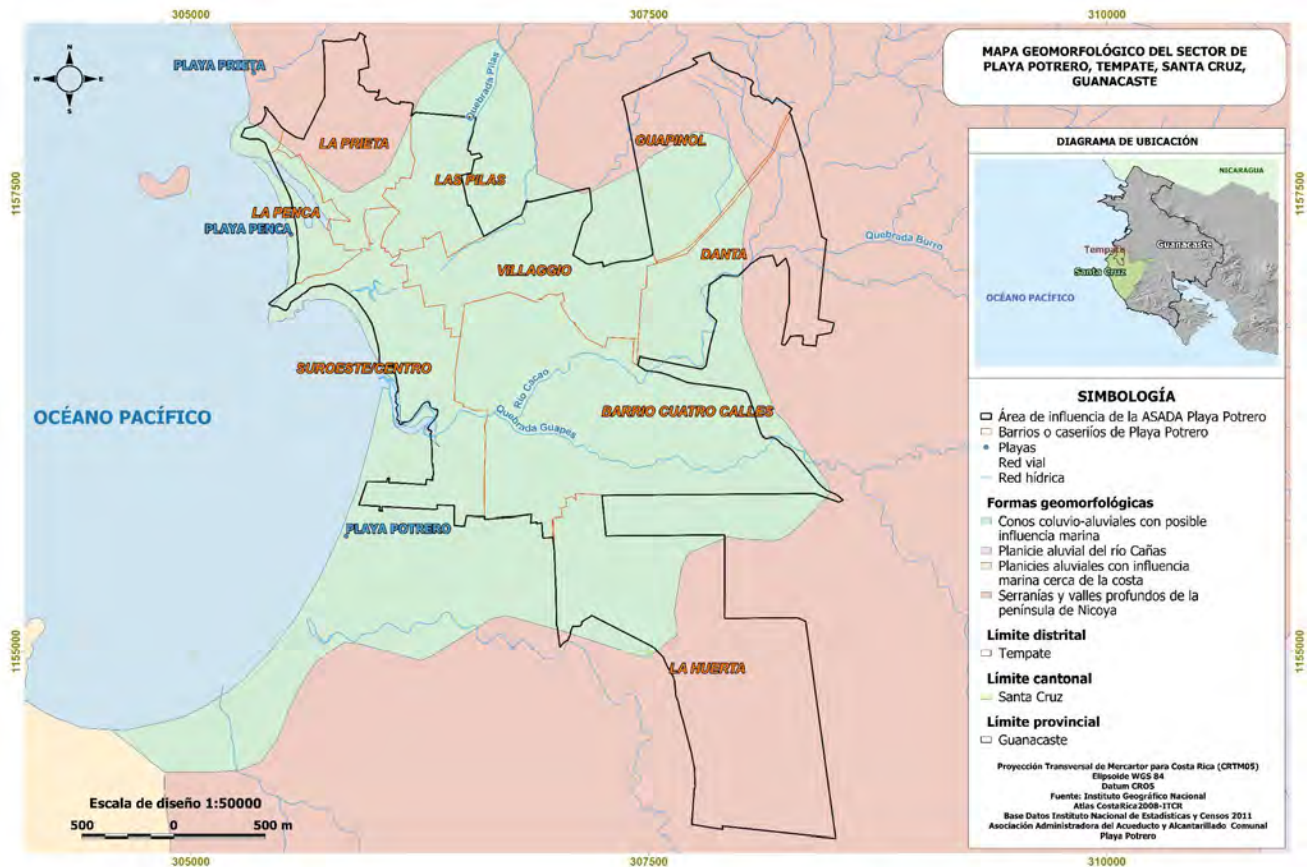 305000
307500
310000
MAPA GEOMORFOLÓGICO DEL SECTOR DE
PLAYA POTRERO, TEMPATE, SANTA CRUZ,
GUANACASTE
N
W
E
S
PLAYA PRIETA
Quebrada Pilas
LA PRIETA
GUAPINOL
LAS PILAS
1157500
1157500
LA PENCA
PLAYA PENCA
Quebrada Burro
DANTA
VILLAGGIO
SUROESTE/CENTRO
Río Cacao
Quebrada Guapes
BARRIO CUATRO CALLES
OCÉANO PACÍFICO
PLAYA POTRERO
1155000
1155000
LA HUERTA
Escala de diseño 1:50000
500
0
500 m
305000
307500
310000
DIAGRAMA DE UBICACIÓN
NICARAGUA
Guanacaste
Tempate
Santa Cruz
OCÉANO PACÍFICO
SIMBOLOGÍA
Área de influencia de la ASADA Playa Potrero
Barrios o caseríos de Playa Potrero
Playas
Red vial
Red hídrica
Formas geomorfológicas
Conos coluvio-aluviales con posible
influencia marina
Planicie aluvial del río Cañas
Planicies aluviales con influencia
marina cerca de la costa
Serranías y valles profundos de la
península de Nicoya
Límite distrital
Tempate
Límite cantonal
Santa Cruz
Límite provincial
Guanacaste
Proyección Transversal de Mercartor para Costa Rica (CRTM05)
Elipsoide WGS 84
Datum CR05
Fuente: Instituto Geográfico Nacional
Atlas CostaRica2008-ITCR
Base Datos Instituto Nacional de Estadísticas y Censos 2011
Asociación Administradora del Acueducto y Alcantarillado Comunal
Playa Potrero